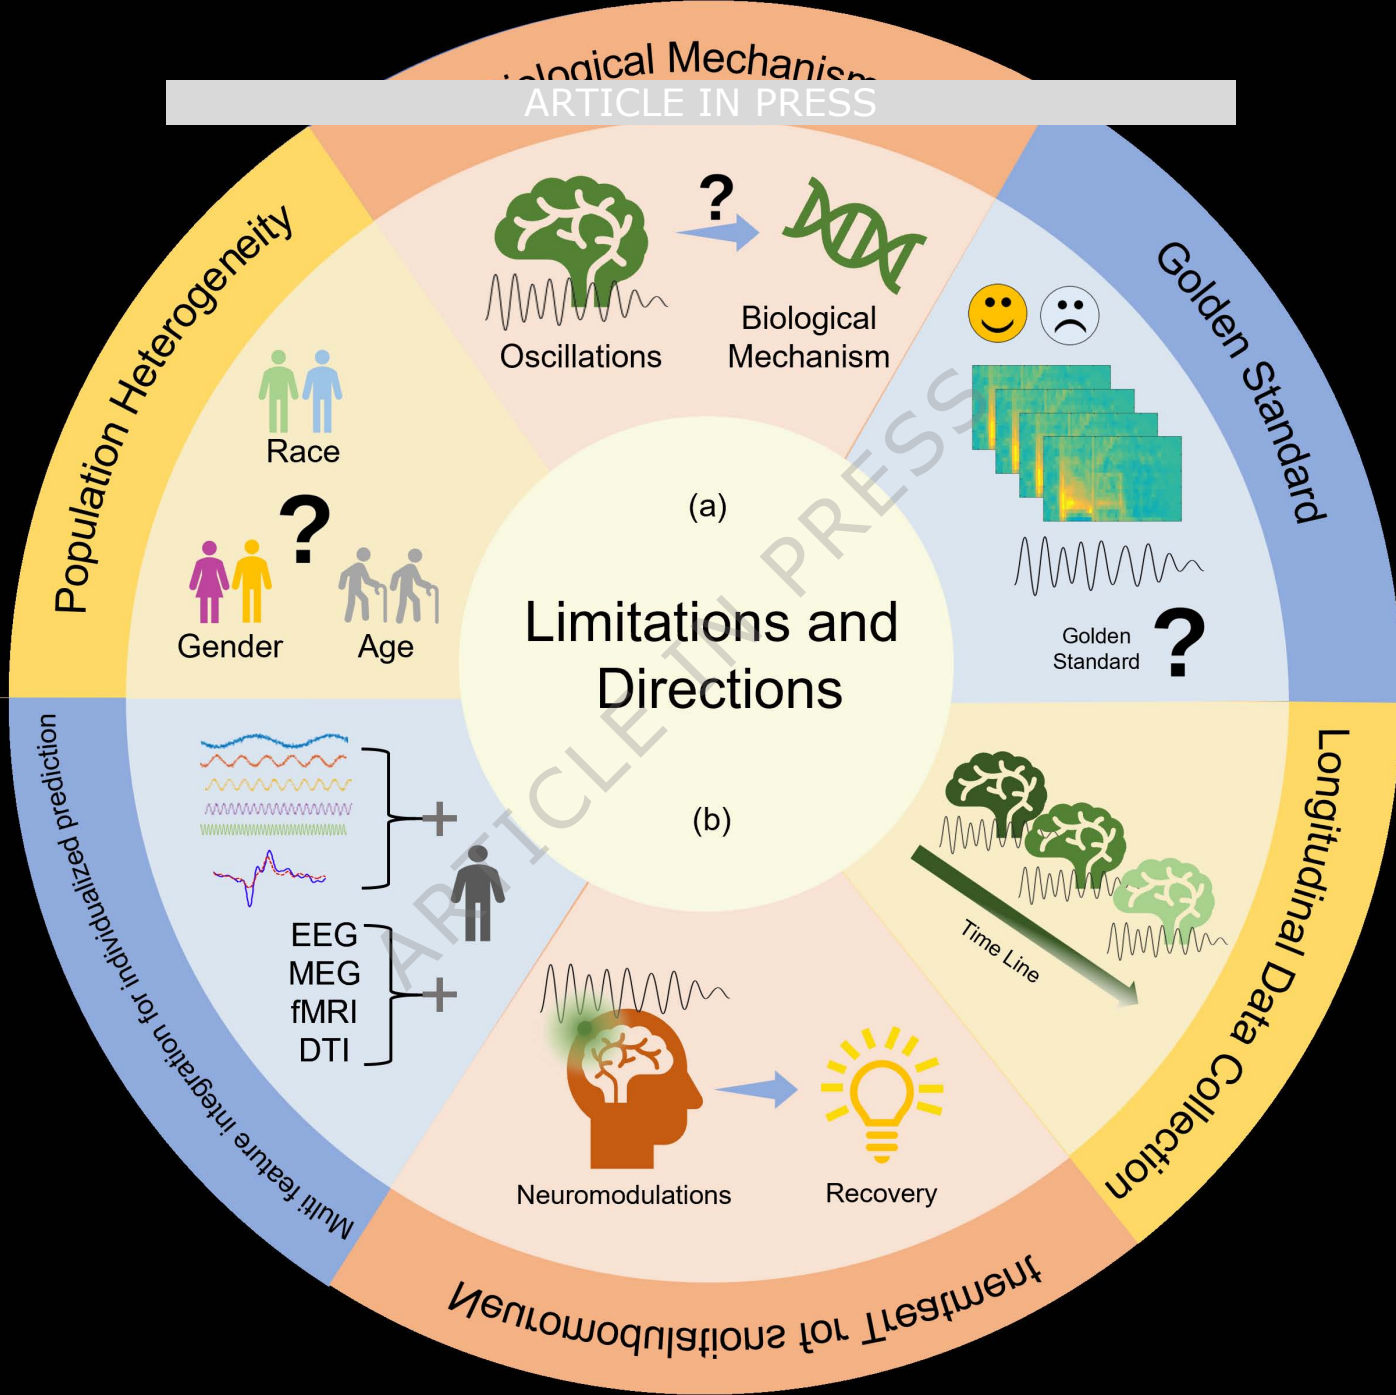 Biological Mechanism
ARTICLE IN PRESS
Population Heterogeneity
Golden Standard
?
Oscillations
Biological
Mechanism
Race
?
Gender
Age
Golden
Standard
?
(a)
Limitations and
Directions
(b)
ARTICLE IN PRESS
Multi feature integration for individualized prediction
+
EEG
MEG
fMRI
DTI
+
Longitudinal Data Collection
Time Line
Neuromodulations
Recovery
Neuromodulations for Treatment